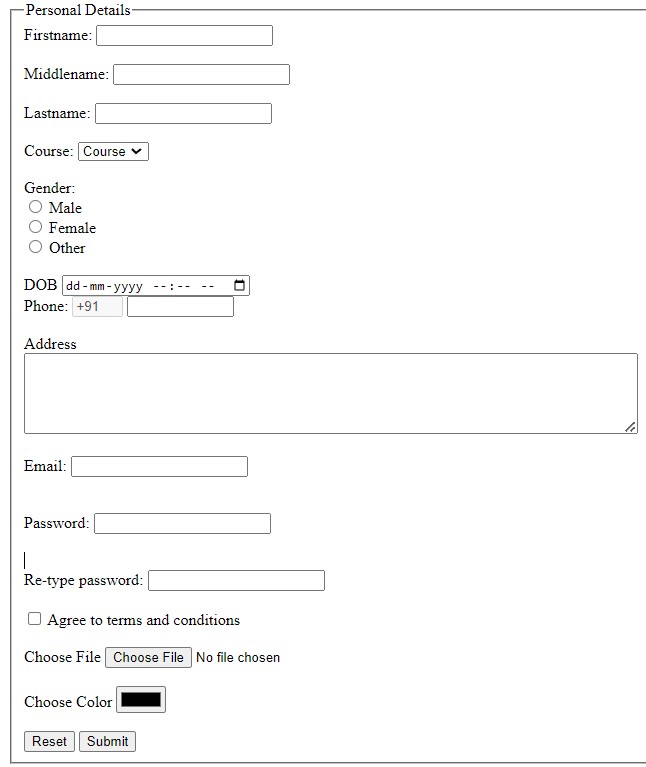 Personal Details
Firstname:
Middlename:
Lastname:
Course: Course
Gender:
Male
Female
Other
DOB dd-mm-yyyy --:-- --
Phone: +91
Address
Email:
Password:
Re-type password:
Agree to terms and conditions
Choose File Choose File No file chosen
Choose Color
Reset Submit